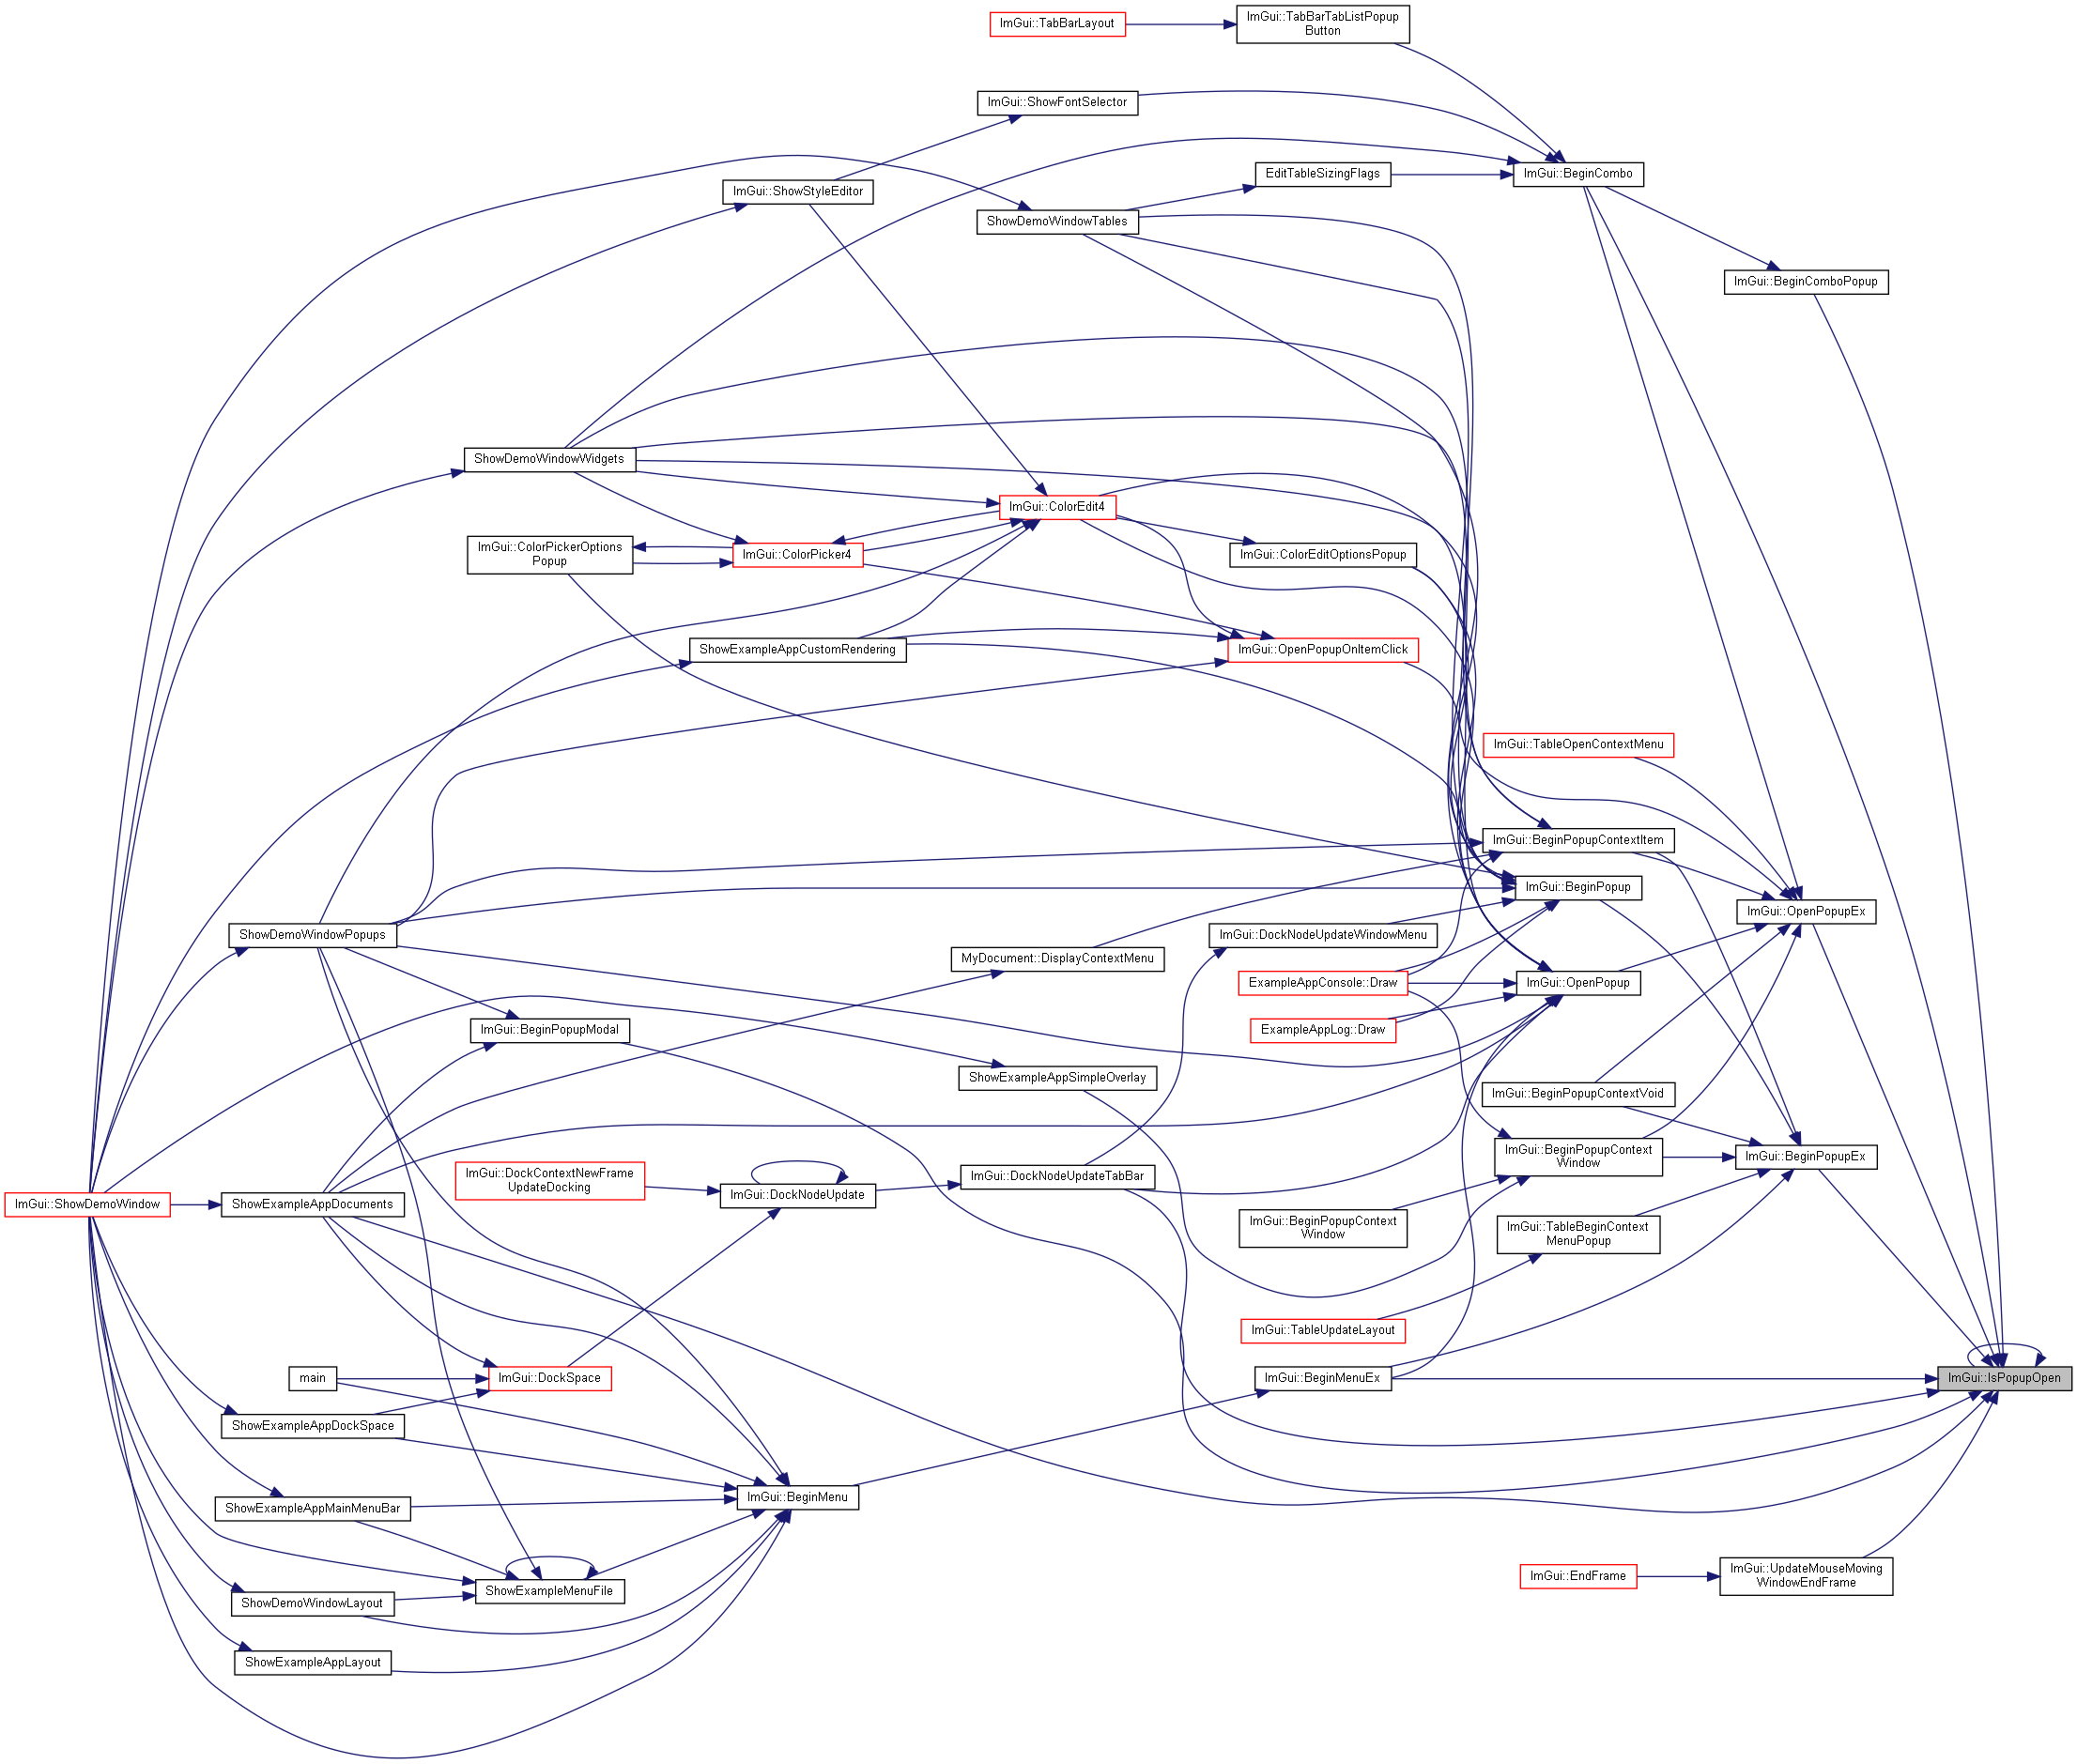 ImGui::TabBarLayout
ImGui::TabBarTabListPopup
Button
ImGui::ShowFontSelector
ImGui::BeginCombo
EditTableSizingFlags
ImGui::ShowStyleEditor
ShowDemoWindowTables
ImGui::BeginComboPopup
ShowDemoWindowWidgets
ImGui::ColorEdit4
ImGui::ColorPickerOptions
Popup
ImGui::ColorPicker4
ImGui::ColorEditOptionsPopup
ShowExampleAppCustomRendering
ImGui::OpenPopupOnItemClick
ImGui::TableOpenContextMenu
ImGui::BeginPopupContextItem
ImGui::BeginPopup
ImGui::OpenPopupEx
ShowDemoWindowPopups
ImGui::DockNodeUpdateWindowMenu
MyDocument::DisplayContextMenu
ExampleAppConsole::Draw
ImGui::OpenPopup
ImGui::BeginPopupModal
ExampleAppLog::Draw
ShowExampleAppSimpleOverlay
ImGui::BeginPopupContextVoid
ImGui::BeginPopupContext
Window
ImGui::BeginPopupEx
ImGui::DockContextNewFrame
UpdateDocking
ImGui::DockNodeUpdateTabBar
ImGui::DockNodeUpdate
ImGui::ShowDemoWindow
ShowExampleAppDocuments
ImGui::BeginPopupContext
Window
ImGui::TableBeginContext
MenuPopup
ImGui::TableUpdateLayout
main
ImGui::DockSpace
ImGui::BeginMenuEx
ImGui::IsPopupOpen
ShowExampleAppDockSpace
ImGui::BeginMenu
ShowExampleAppMainMenuBar
ImGui::EndFrame
ImGui::UpdateMouseMoving
WindowEndFrame
ShowExampleMenuFile
ShowDemoWindowLayout
ShowExampleAppLayout